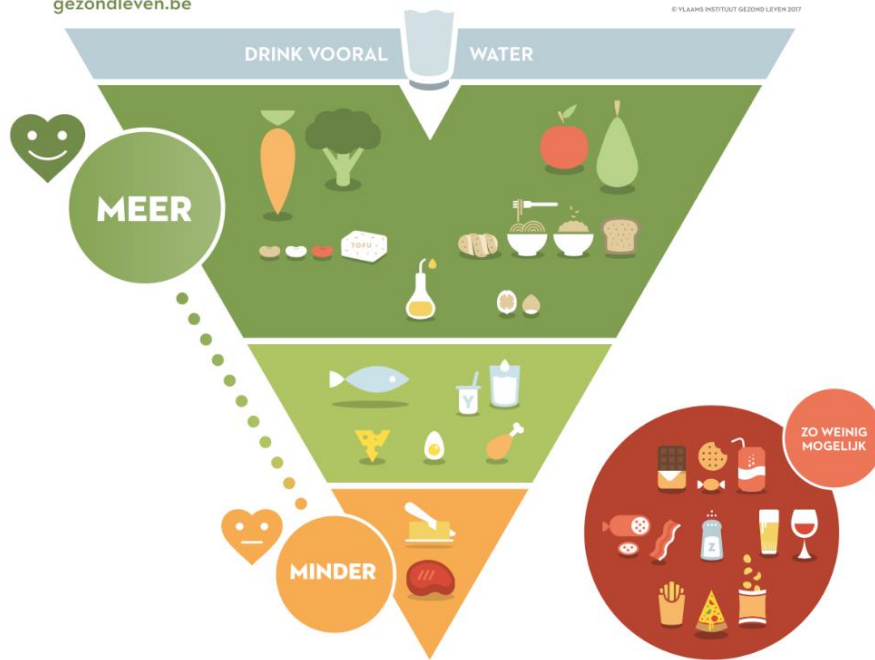 gezondleven.be
© VLAAMS INSTITUUT GEZOND LEVEN 2017
DRINK VOORAL WATER
MEER
TOFU
Y
ZO WEINIG
MOGELIJK
Z
MINDER